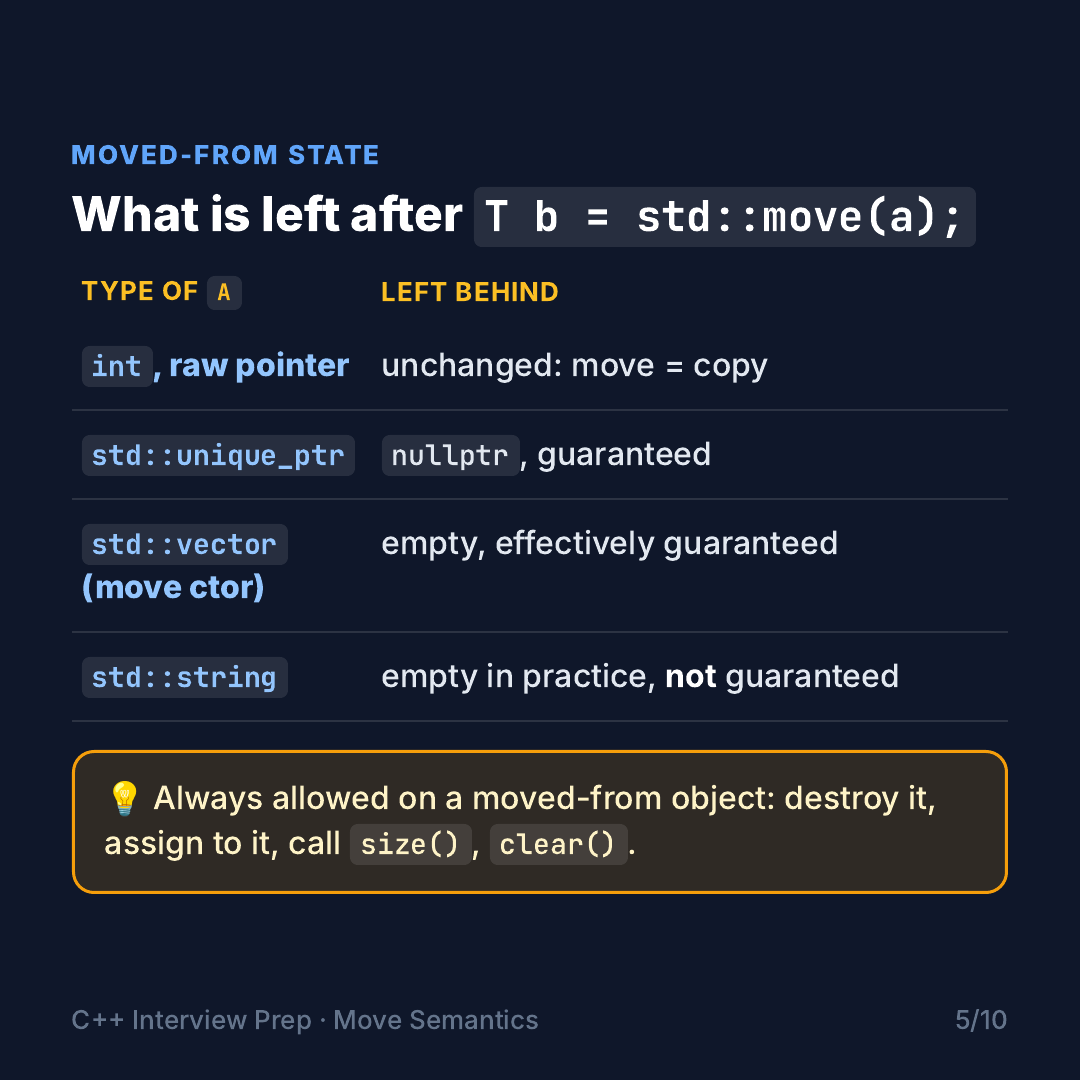 MOVED-FROM STATE
What is left after T b = std::move(a);
TYPE OF A LEFT BEHIND
int, raw pointer unchanged: move = copy
std::unique_ptr nullptr, guaranteed
std::vector empty, effectively guaranteed
(move ctor)
std::string empty in practice, not guaranteed
💡 Always allowed on a moved-from object: destroy it,
assign to it, call size(), clear().
C++ Interview Prep · Move Semantics 5/10